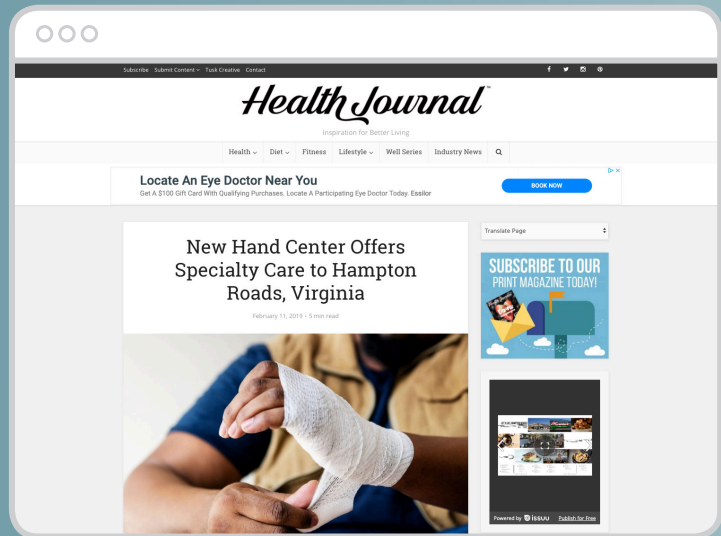 Subscribe Submit Content Tusk Creative Contact
Health Journal
Inspiration for Better Living
Health Diet Fitness Lifestyle Well Series Industry News
Locate An Eye Doctor Near You
Get A $100 Gift Card With Qualifying Purchases. Locate A Participating Eye Doctor Today. Essilor
BOOK NOW
New Hand Center Offers
Specialty Care to Hampton
Roads, Virginia
February 11, 2019 • 5 min read
Translate Page
SUBSCRIBE TO OUR
PRINT MAGAZINE TODAY!
Powered by issuu Publish for Free